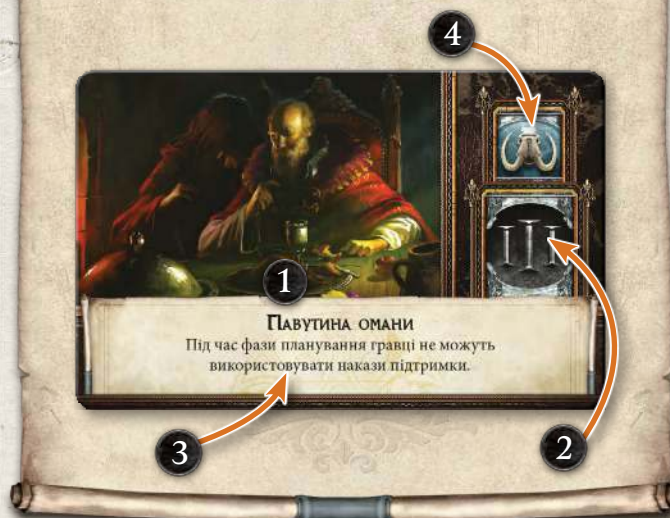 4
1
Павутина омани
Під час фази планування гравці не можуть
використовувати накази підтримки.
3
2